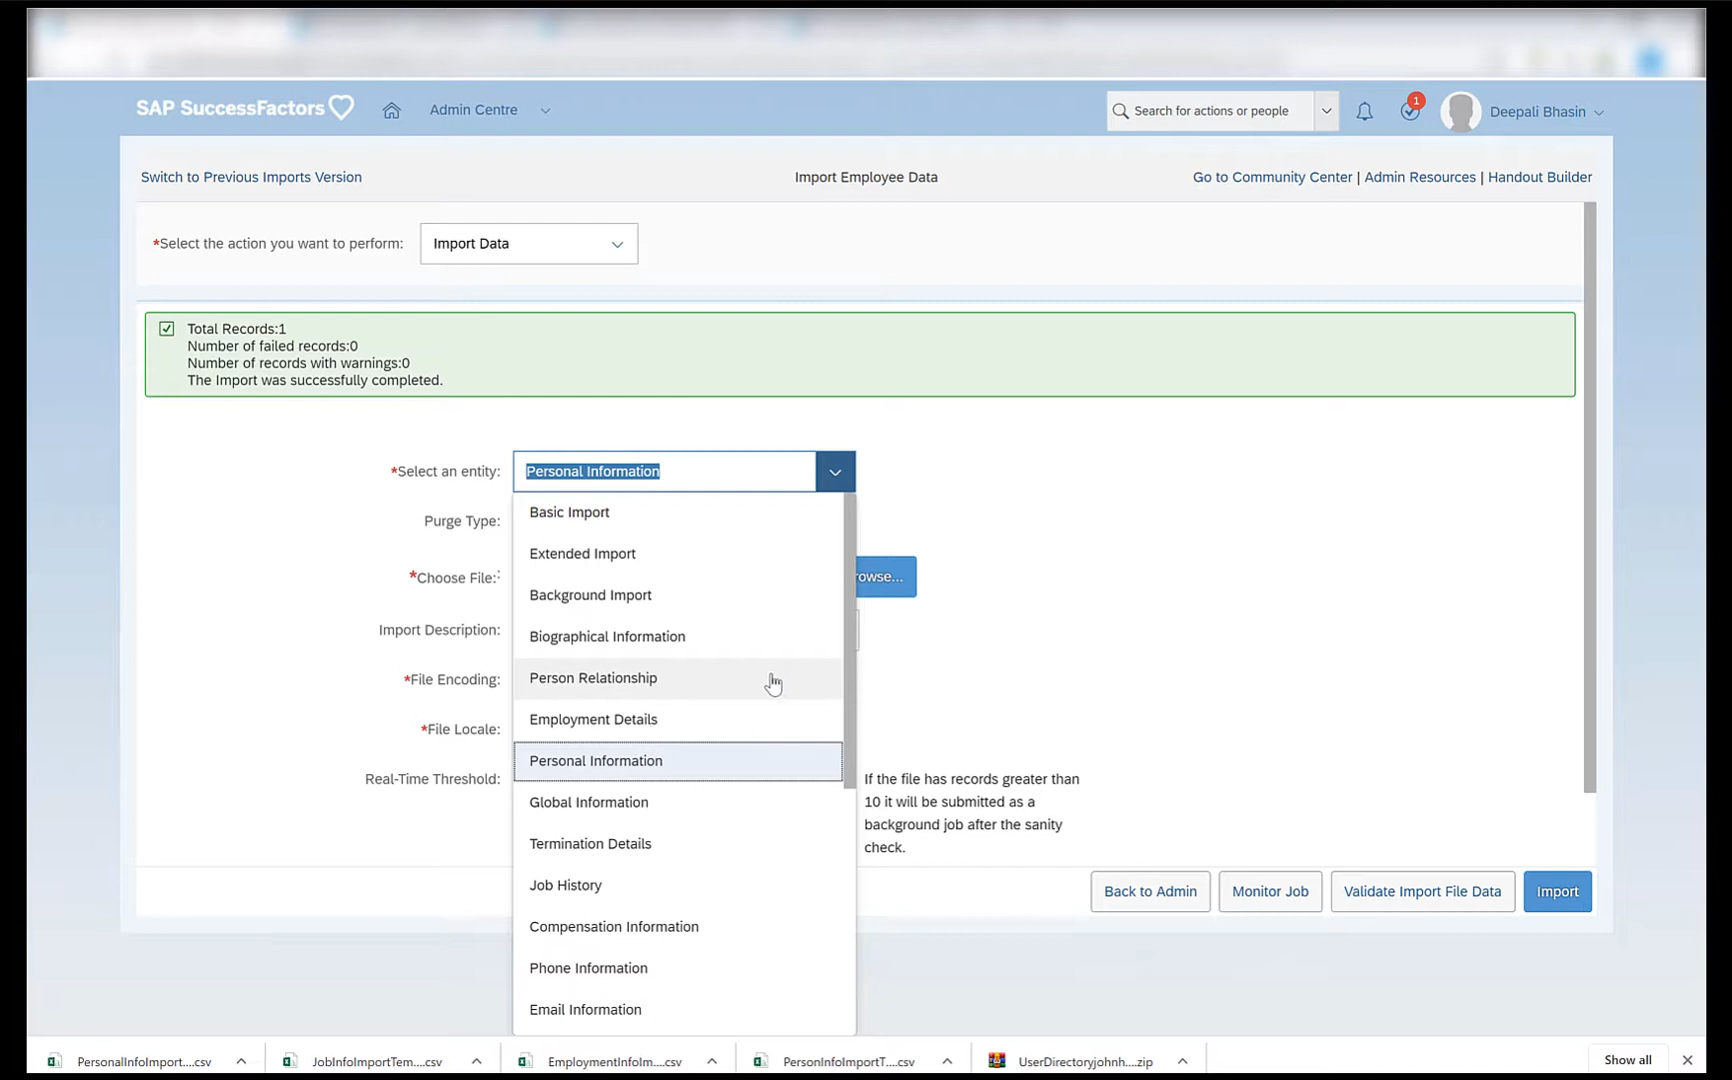 SAP SuccessFactors
Admin Centre
Search for actions or people
1
Deepali Bhasin
Switch to Previous Imports Version
Import Employee Data
Go to Community Center | Admin Resources | Handout Builder
*Select the action you want to perform:
Import Data
Total Records:1
Number of failed records:0
Number of records with warnings:0
The Import was successfully completed.
*Select an entity:
Personal Information
Purge Type:
*Choose File:
rowse...
Import Description:
*File Encoding:
*File Locale:
Real-Time Threshold:
Basic Import
Extended Import
Background Import
Biographical Information
Person Relationship
Employment Details
Personal Information
Global Information
Termination Details
Job History
Compensation Information
Phone Information
Email Information
If the file has records greater than
10 it will be submitted as a
background job after the sanity
check.
Back to Admin
Monitor Job
Validate Import File Data
Import
PersonalInfoImport....csv
JobInfoImportTem....csv
EmploymentInfoIm....csv
PersonInfoImportT....csv
UserDirectoryjohnh....zip
Show all